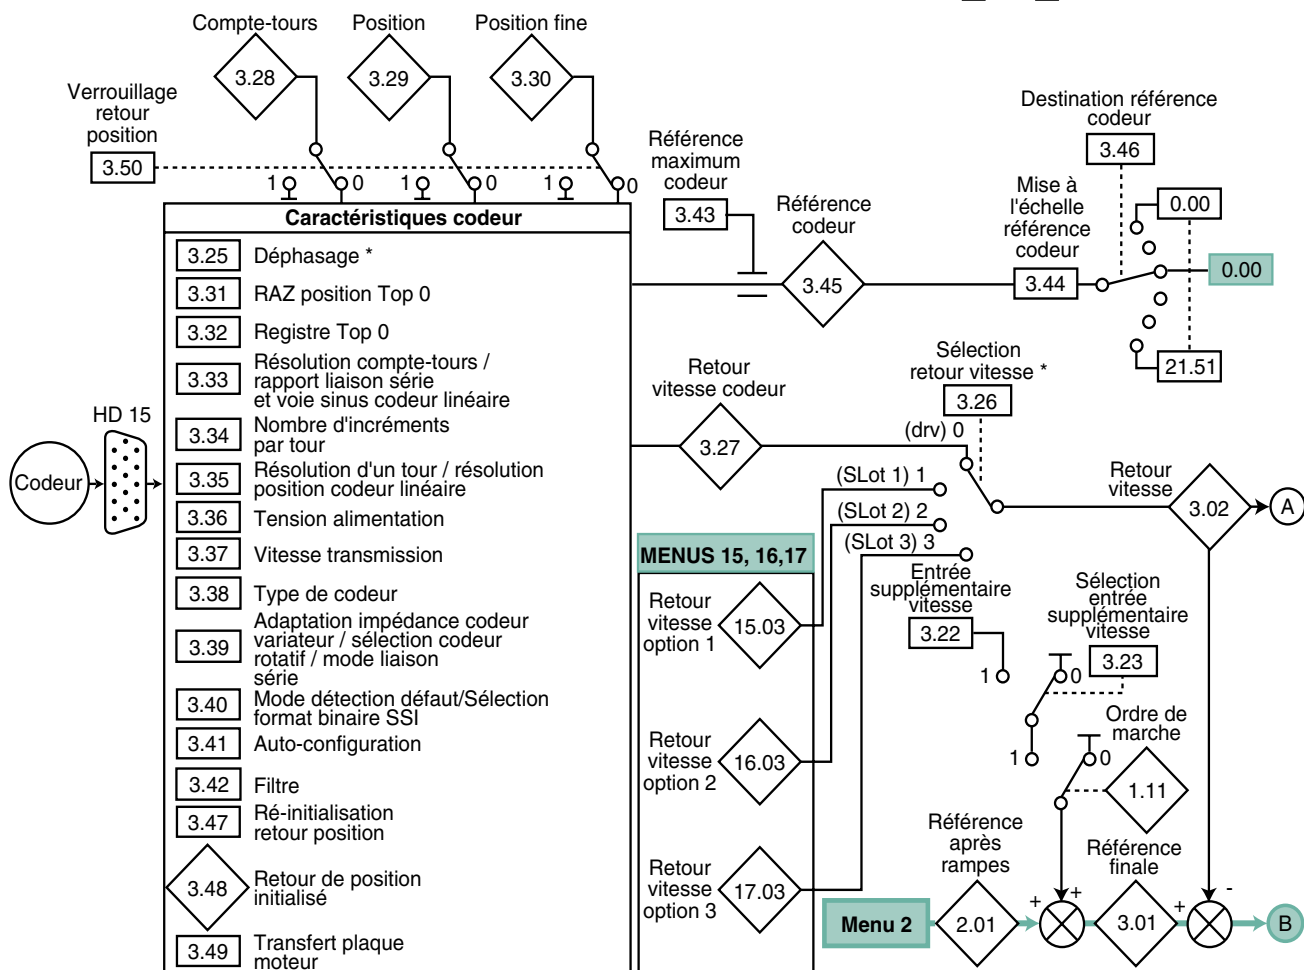 Compte-tours
Position
Position fine
3.28
3.29
3.30
Verrouillage
retour
position
3.50
1
0
1
0
1
0
Caractéristiques codeur
3.25 Déphasage *
3.31 RAZ position Top 0
3.32 Registre Top 0
3.33
Résolution compte-tours /
rapport liaison série
et voie sinus codeur linéaire
3.34
Nombre d'incréments
par tour
3.35
Résolution d'un tour / résolution
position codeur linéaire
3.36 Tension alimentation
3.37 Vitesse transmission
3.38 Type de codeur
3.39
Adaptation impédance codeur
variateur / sélection codeur
rotatif / mode liaison
série
3.40
Mode détection défaut/Sélection
format binaire SSI
3.41 Auto-configuration
3.42 Filtre
3.47
Ré-initialisation
retour position
3.48
Retour de position
initialisé
3.49
Transfert plaque
moteur
HD 15
Codeur
Référence
maximum
codeur
3.43
Référence
codeur
3.45
Destination référence
codeur
3.46
Mise à
l'échelle
référence
codeur
3.44
0.00
0.00
21.51
Retour
vitesse codeur
3.27
Sélection
retour vitesse *
3.26
(drv) 0
(SLot 1) 1
(SLot 2) 2
(SLot 3) 3
Retour
vitesse
3.02
A
MENUS 15, 16,17
Retour
vitesse
option 1
15.03
Retour
vitesse
option 2
16.03
Retour
vitesse
option 3
17.03
Entrée
supplémentaire
vitesse
3.22
1
0
Sélection
entrée
supplémentaire
vitesse
3.23
1
0
Ordre de
marche
1.11
Menu 2
Référence
après
rampes
2.01
+
+
Référence
finale
3.01
+
-
B